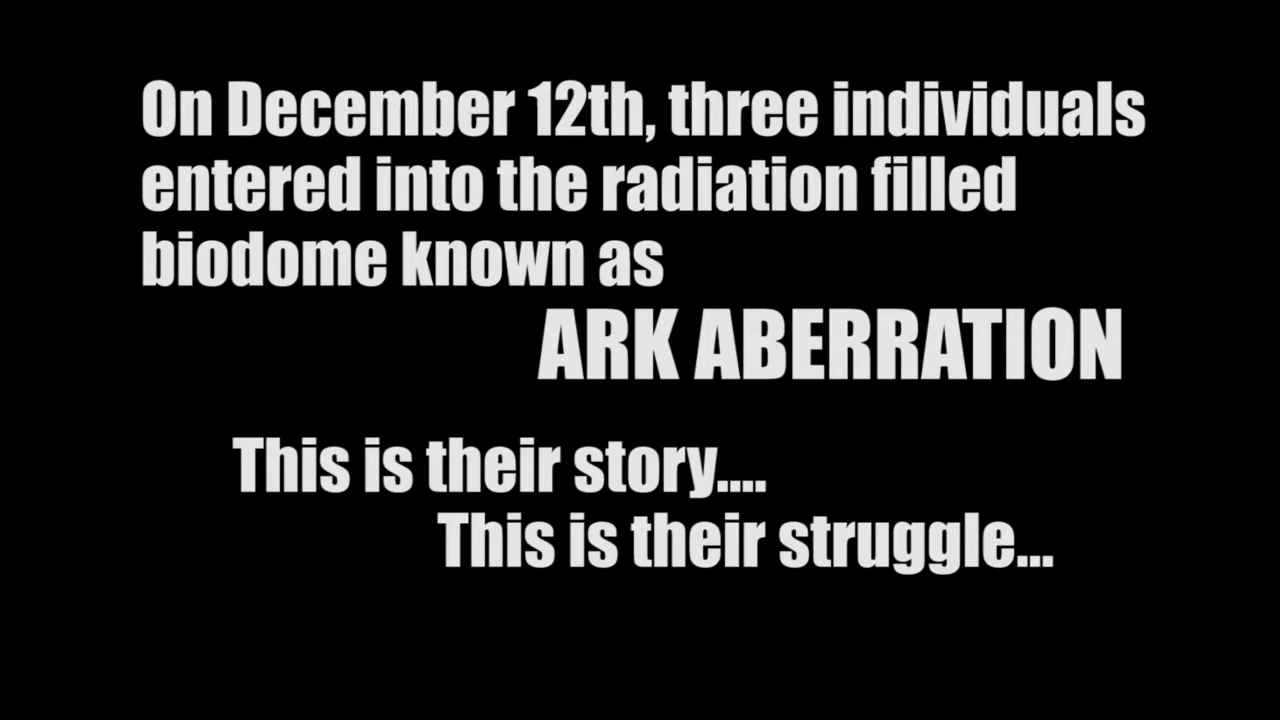 On December 12th, three individuals
entered into the radiation filled
biodome known as
ARK ABERRATION
This is their story....
This is their struggle...